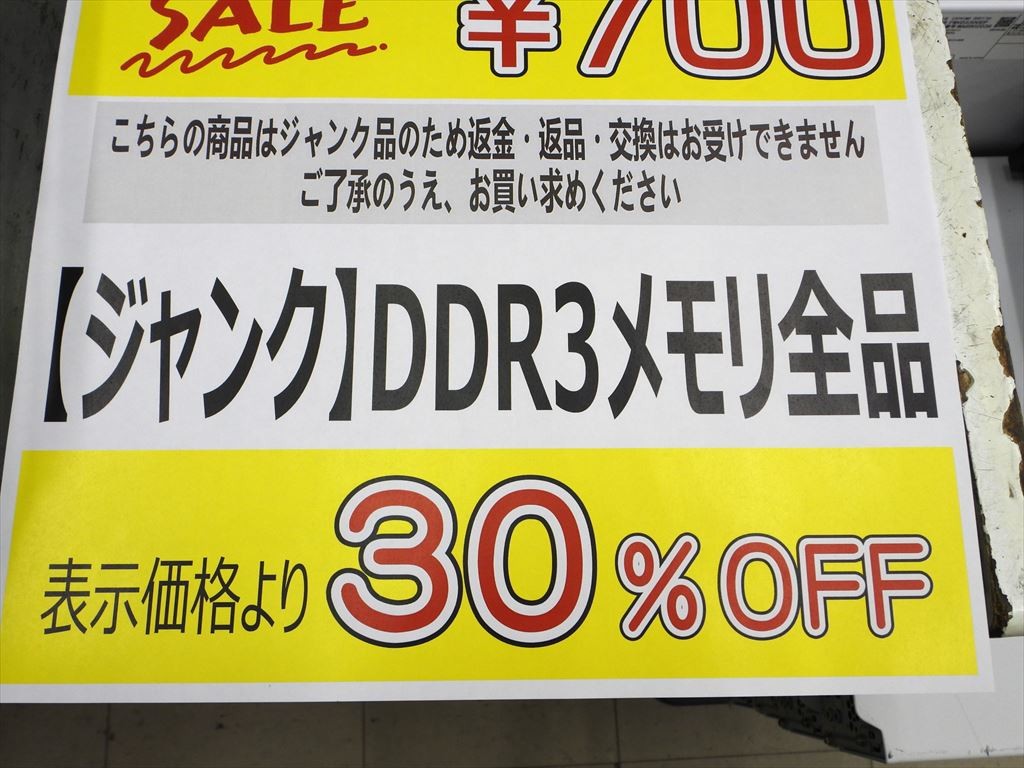 SALE
¥700
こちらの商品はジャンク品のため返金・返品・交換はお受けできません
ご了承のうえ、お買い求めください
【ジャンク】DDR3メモリ全品
表示価格より30%OFF